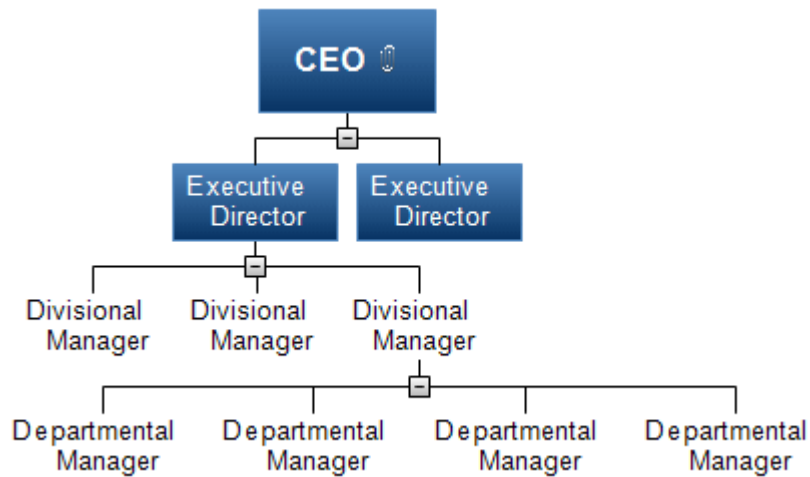 CEO
Executive
Director
Executive
Director
Divisional
Manager
Divisional
Manager
Divisional
Manager
Departmental
Manager
Departmental
Manager
Departmental
Manager
Departmental
Manager